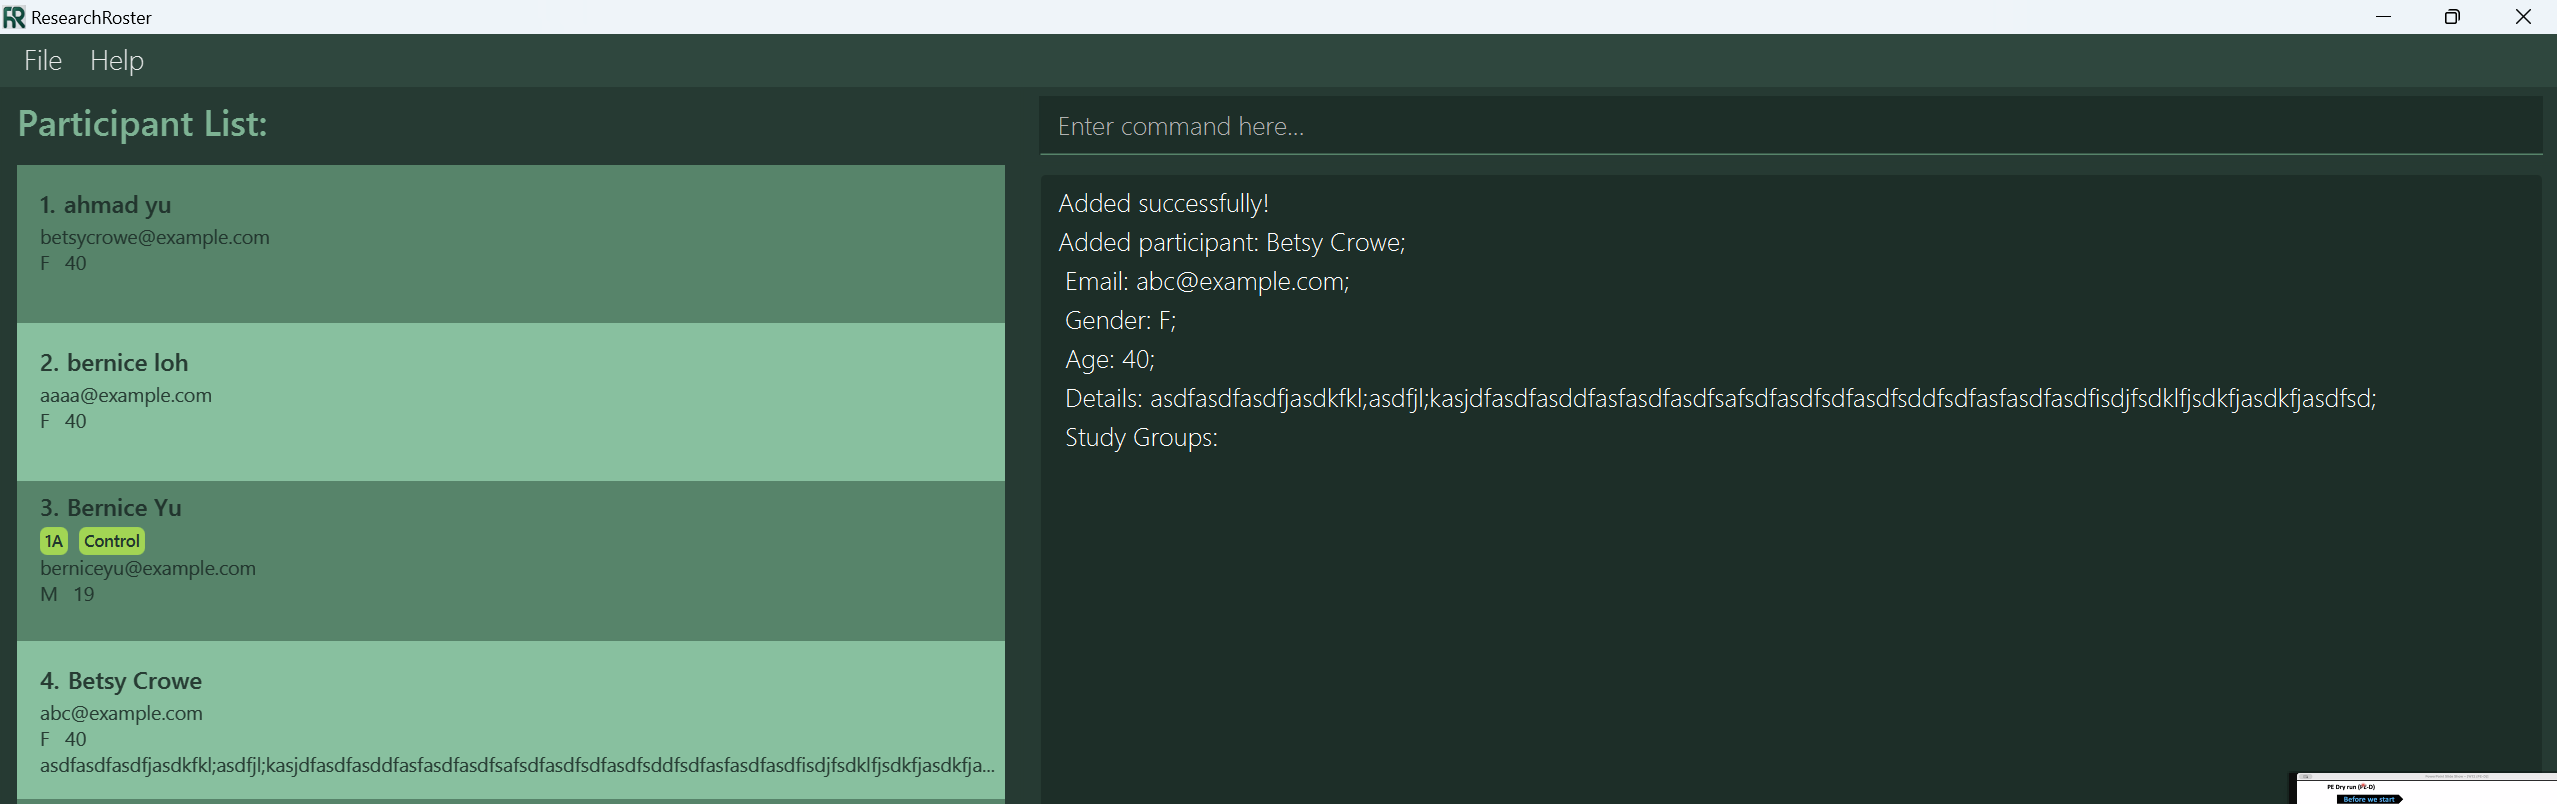 ResearchRoster
File Help
Participant List:
1. ahmad yu
betsycrowe@example.com
F 40
2. bernice loh
aaaa@example.com
F 40
3. Bernice Yu
1A Control
berniceyu@example.com
M 19
4. Betsy Crowe
abc@example.com
F 40
asdfasdfasdfjasdkfkl;asdfjl;kasjdfasdfasddfasfasdfasdfsafsdfasdfsdfasdfsddfsdfasfasdfasdfisdjfsdklfjsdkfjasdkfja...
Enter command here...
Added successfully!
Added participant: Betsy Crowe;
Email: abc@example.com;
Gender: F;
Age: 40;
Details: asdfasdfasdfjasdkfkl;asdfjl;kasjdfasdfasddfasfasdfasdfsafsdfasdfsdfasdfsddfsdfasfasdfasdfisdjfsdklfjsdkfjasdkfjasdfsd;
Study Groups:
PE Dry run (PE-D)
Before we start